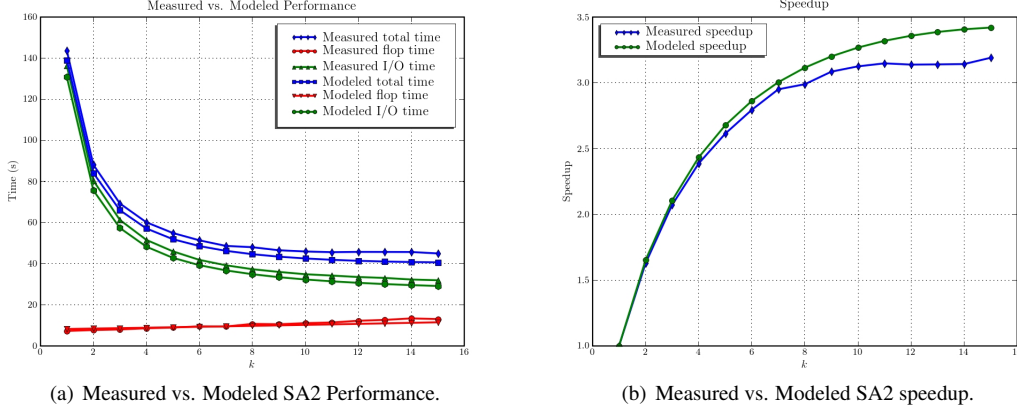 Measured vs. Modeled Performance
160
140
120
100
80
60
40
20
0
Time (s)
0 2 4 6 8 10 12 14 16
k
Measured total time
Measured flop time
Measured I/O time
Modeled total time
Modeled flop time
Modeled I/O time
(a) Measured vs. Modeled SA2 Performance.
Speedup
3.5
3.0
2.5
2.0
1.5
1.0
Speedup
0 2 4 6 8 10 12 14 16
k
Measured speedup
Modeled speedup
(b) Measured vs. Modeled SA2 speedup.